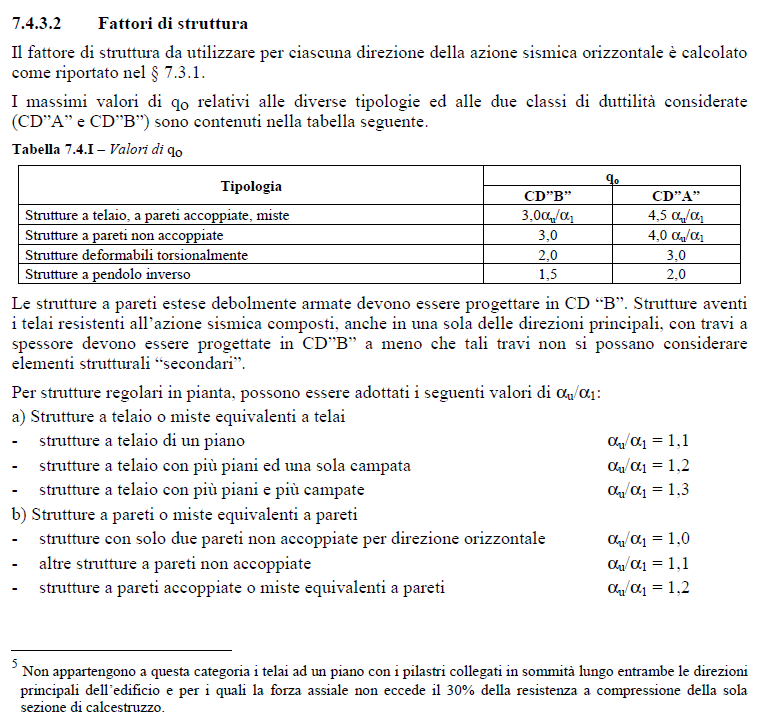 7.4.3.2 Fattori di struttura
Il fattore di struttura da utilizzare per ciascuna direzione della azione sismica orizzontale è calcolato
come riportato nel § 7.3.1.
I massimi valori di q₀ relativi alle diverse tipologie ed alle due classi di duttilità considerate
(CD”A” e CD”B”) sono contenuti nella tabella seguente.
Tabella 7.4.I – Valori di q₀
Tipologia q₀
CD”B” CD”A”
Strutture a telaio, a pareti accoppiate, miste 3,0αᵤ/α₁ 4,5 αᵤ/α₁
Strutture a pareti non accoppiate 3,0 4,0 αᵤ/α₁
Strutture deformabili torsionalmente 2,0 3,0
Strutture a pendolo inverso 1,5 2,0
Le strutture a pareti estese debolmente armate devono essere progettare in CD “B”. Strutture aventi
i telai resistenti all’azione sismica composti, anche in una sola delle direzioni principali, con travi a
spessore devono essere progettate in CD”B” a meno che tali travi non si possano considerare
elementi strutturali “secondari”.
Per strutture regolari in pianta, possono essere adottati i seguenti valori di αᵤ/α₁:
a) Strutture a telaio o miste equivalenti a telai
- strutture a telaio di un piano αᵤ/α₁ = 1,1
- strutture a telaio con più piani ed una sola campata αᵤ/α₁ = 1,2
- strutture a telaio con più piani e più campate αᵤ/α₁ = 1,3
b) Strutture a pareti o miste equivalenti a pareti
- strutture con solo due pareti non accoppiate per direzione orizzontale αᵤ/α₁ = 1,0
- altre strutture a pareti non accoppiate αᵤ/α₁ = 1,1
- strutture a pareti accoppiate o miste equivalenti a pareti αᵤ/α₁ = 1,2
⁵ Non appartengono a questa categoria i telai ad un piano con i pilastri collegati in sommità lungo entrambe le direzioni
principali dell’edificio e per i quali la forza assiale non eccede il 30% della resistenza a compressione della sola
sezione di calcestruzzo.